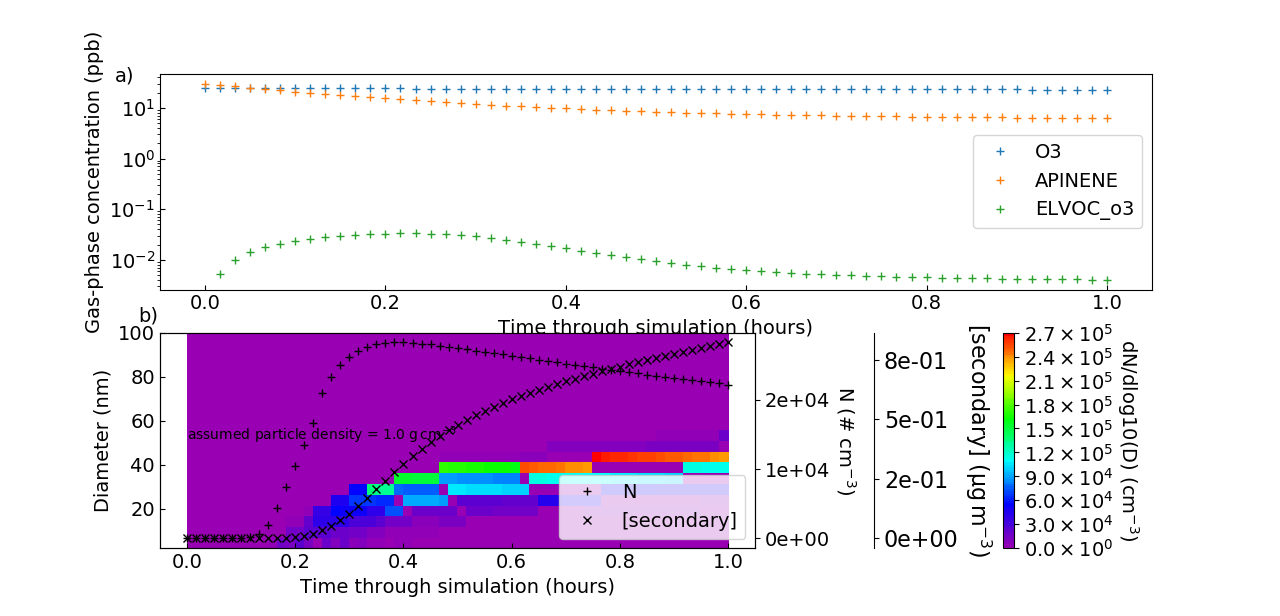 a)
Gas-phase concentration (ppb)
10¹
10⁰
10⁻¹
10⁻²
O3
APINENE
ELVOC_o3
0.0 0.2 0.4 0.6 0.8 1.0
Time through simulation (hours)
b)
Diameter (nm)
100
80
60
40
20
assumed particle density = 1.0 g cm⁻³
N
[secondary]
0.0 0.2 0.4 0.6 0.8 1.0
Time through simulation (hours)
2e+04
1e+04
0e+00
N (# cm⁻³)
8e-01
5e-01
2e-01
0e+00
[secondary] (µg m⁻³)
2.7 × 10⁵
2.4 × 10⁵
2.1 × 10⁵
1.8 × 10⁵
1.5 × 10⁵
1.2 × 10⁵
9.0 × 10⁴
6.0 × 10⁴
3.0 × 10⁴
0.0 × 10⁰
dN/dlog10(D) (cm⁻³)